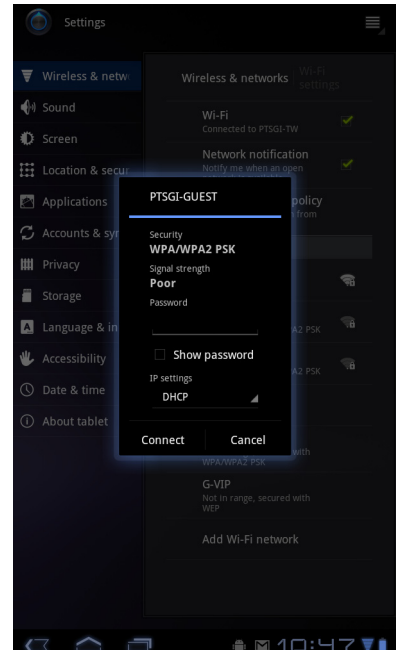 Settings
Wireless & netw
Wireless & networks
Wi-Fi
settings
Sound
Screen
Location & secur
Applications
Accounts & syn
Privacy
Storage
Language & in
Accessibility
Date & time
About tablet
Wi-Fi
Connected to PTSGI-TW
Network notification
Notify me when an open
policy
from
PTSGI-GUEST
Security
WPA/WPA2 PSK
Signal strength
Poor
Password
Show password
IP settings
DHCP
Connect
Cancel
A2 PSK
A2 PSK
with
WPA/WPA2 PSK
G-VIP
Not in range, secured with
WEP
Add Wi-Fi network
10:47